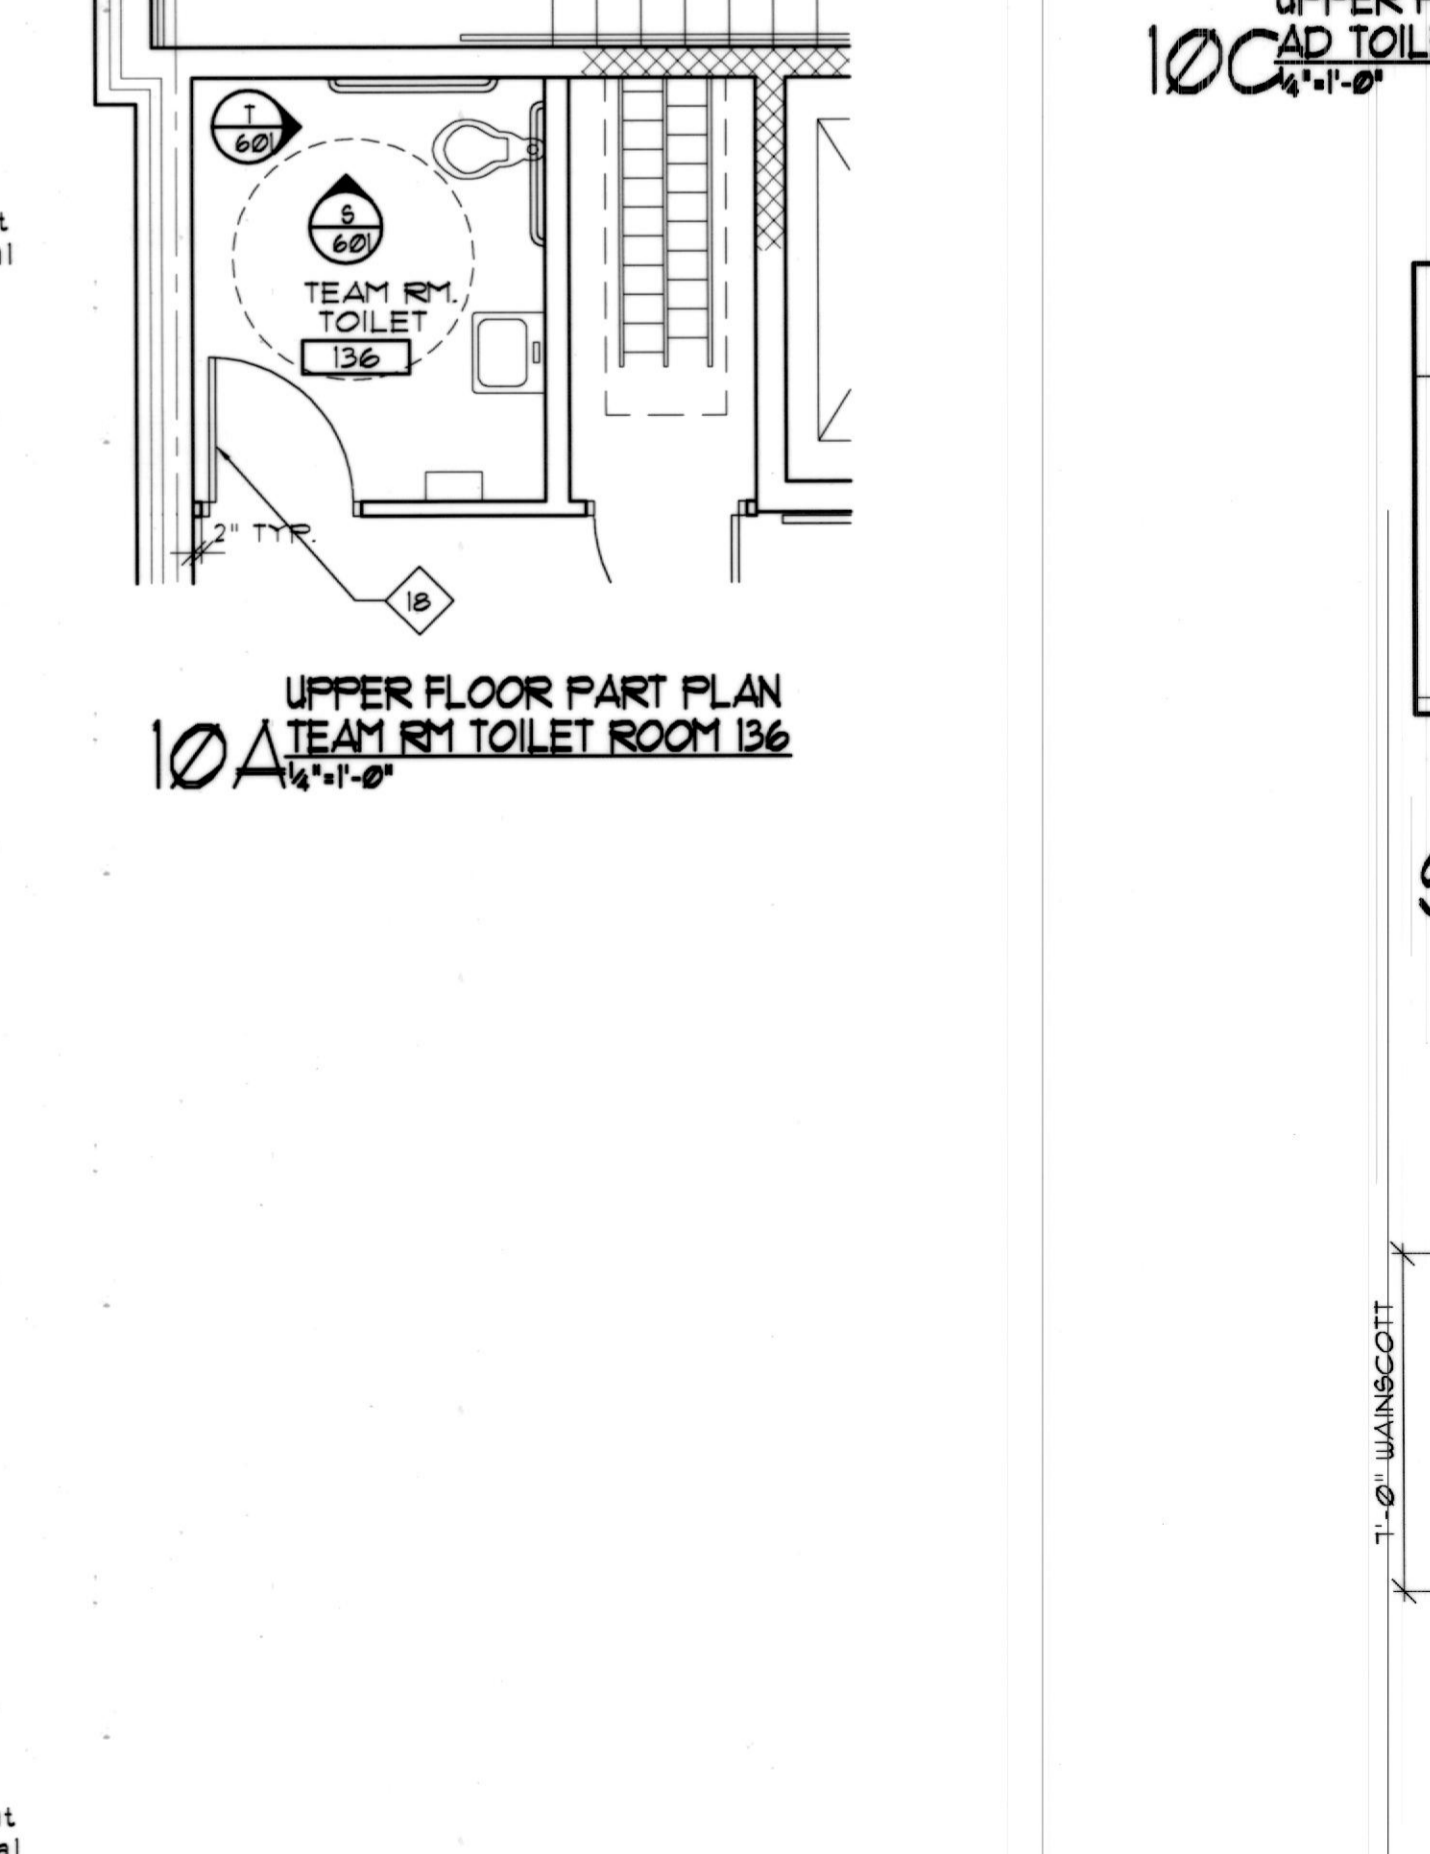 AD
1/4"=1'-0"
10C
T
601
S
601
TEAM RM.
TOILET
136
2" TYP.
18
UPPER FLOOR PART PLAN
TEAM RM TOILET ROOM 136
10A
1/4"=1'-0"
7'-0" WAINSCOTT